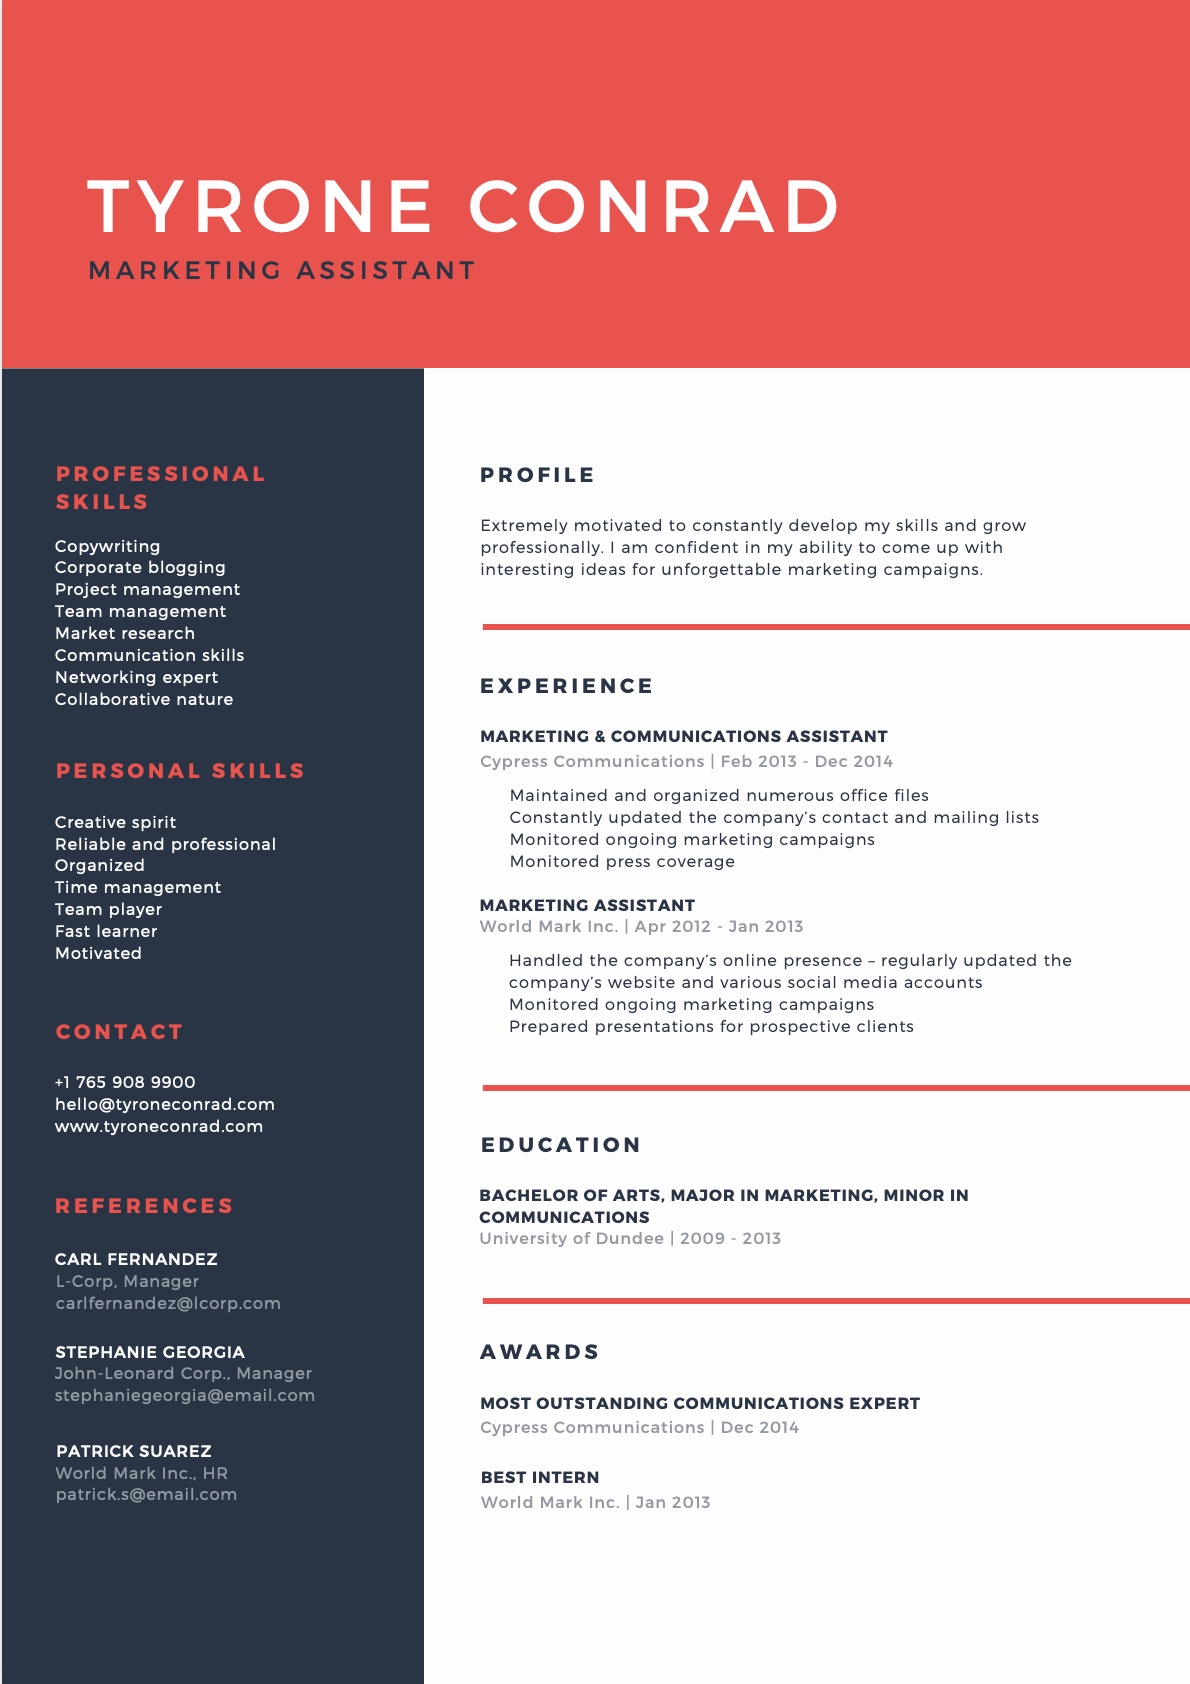 TYRONE CONRAD
MARKETING ASSISTANT
PROFESSIONAL
SKILLS
Copywriting
Corporate blogging
Project management
Team management
Market research
Communication skills
Networking expert
Collaborative nature
PERSONAL SKILLS
Creative spirit
Reliable and professional
Organized
Time management
Team player
Fast learner
Motivated
CONTACT
+1 765 908 9900
hello@tyroneconrad.com
www.tyroneconrad.com
REFERENCES
CARL FERNANDEZ
L-Corp, Manager
carlfernandez@lcorp.com
STEPHANIE GEORGIA
John-Leonard Corp., Manager
stephaniegeorgia@email.com
PATRICK SUAREZ
World Mark Inc., HR
patrick.s@email.com
PROFILE
Extremely motivated to constantly develop my skills and grow
professionally. I am confident in my ability to come up with
interesting ideas for unforgettable marketing campaigns.
EXPERIENCE
MARKETING & COMMUNICATIONS ASSISTANT
Cypress Communications | Feb 2013 - Dec 2014
Maintained and organized numerous office files
Constantly updated the company’s contact and mailing lists
Monitored ongoing marketing campaigns
Monitored press coverage
MARKETING ASSISTANT
World Mark Inc. | Apr 2012 - Jan 2013
Handled the company’s online presence – regularly updated the
company’s website and various social media accounts
Monitored ongoing marketing campaigns
Prepared presentations for prospective clients
EDUCATION
BACHELOR OF ARTS, MAJOR IN MARKETING, MINOR IN
COMMUNICATIONS
University of Dundee | 2009 - 2013
AWARDS
MOST OUTSTANDING COMMUNICATIONS EXPERT
Cypress Communications | Dec 2014
BEST INTERN
World Mark Inc. | Jan 2013